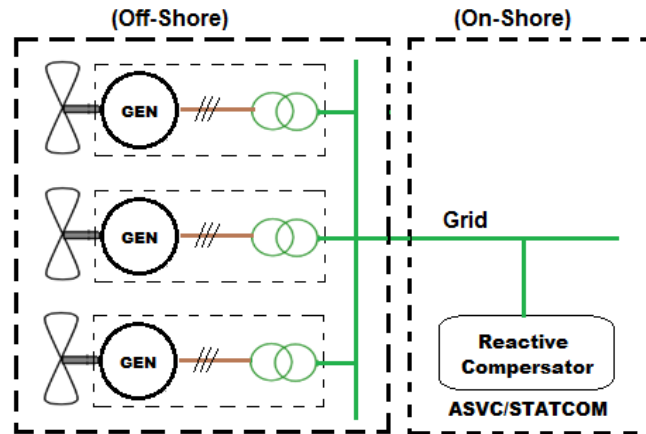 (Off-Shore)
(On-Shore)
GEN
GEN
Grid
GEN
Reactive
Compersator
ASVC/STATCOM